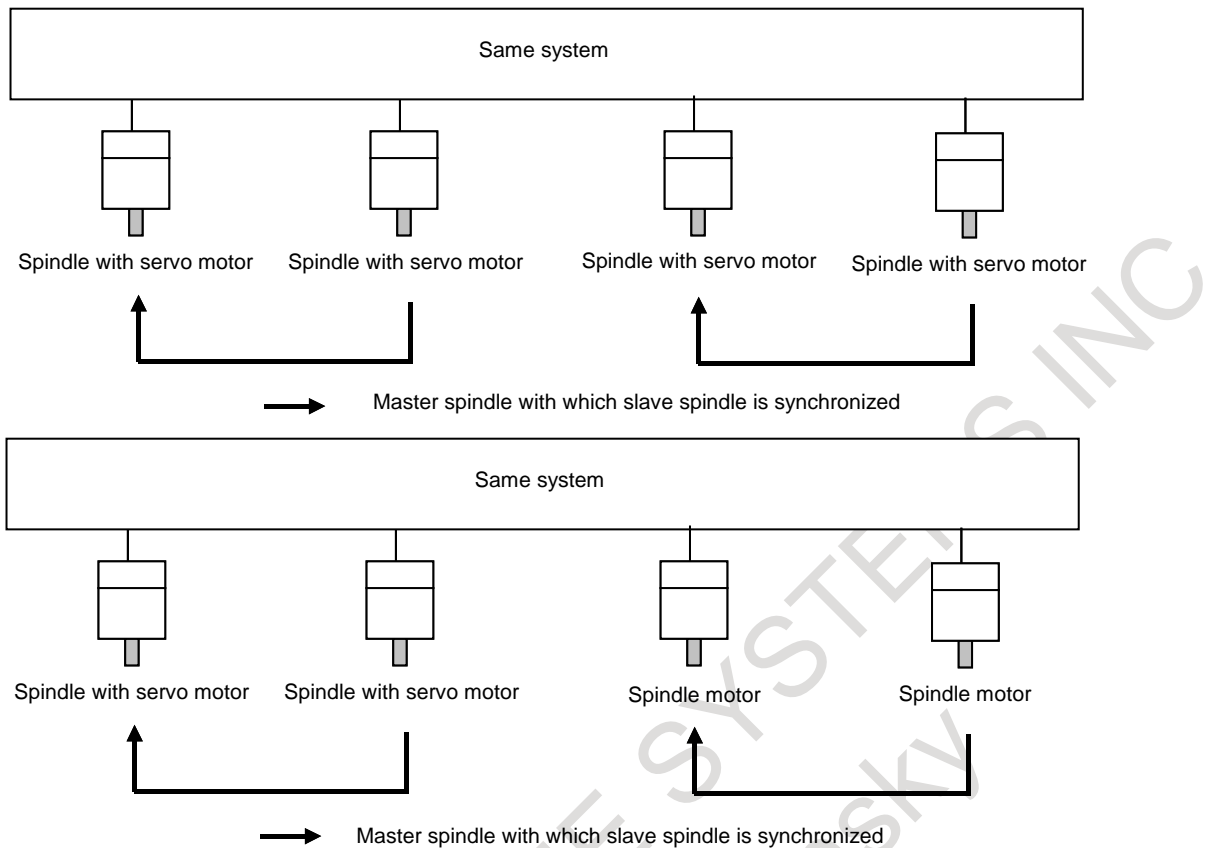 Same system
Spindle with servo motor Spindle with servo motor Spindle with servo motor Spindle with servo motor
Master spindle with which slave spindle is synchronized
Same system
Spindle with servo motor Spindle with servo motor Spindle motor Spindle motor
Master spindle with which slave spindle is synchronized
SYSTEMS INC